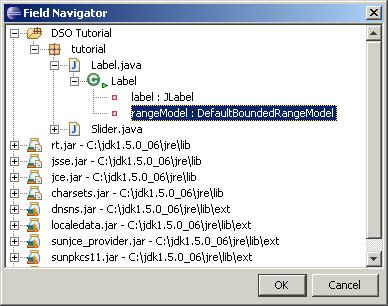 Field Navigator
DSO Tutorial
tutorial
Label.java
Label
label : JLabel
rangeModel : DefaultBoundedRangeModel
Slider.java
rt.jar - C:\jdk1.5.0_06\jre\lib
jsse.jar - C:\jdk1.5.0_06\jre\lib
jce.jar - C:\jdk1.5.0_06\jre\lib
charsets.jar - C:\jdk1.5.0_06\jre\lib
dnsns.jar - C:\jdk1.5.0_06\jre\lib\ext
localedata.jar - C:\jdk1.5.0_06\jre\lib\ext
sunjce_provider.jar - C:\jdk1.5.0_06\jre\lib\ext
sunpkcs11.jar - C:\jdk1.5.0_06\jre\lib\ext
OK Cancel